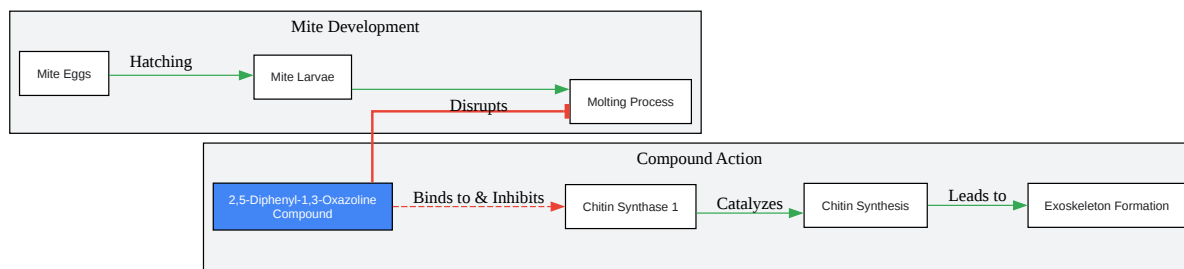 Mite Development
Mite Eggs
Hatching
Mite Larvae
Molting Process
Disrupts
Compound Action
2,5-Diphenyl-1,3-Oxazoline
Compound
Binds to & Inhibits
Chitin Synthase 1
Catalyzes
Chitin Synthesis
Leads to
Exoskeleton Formation